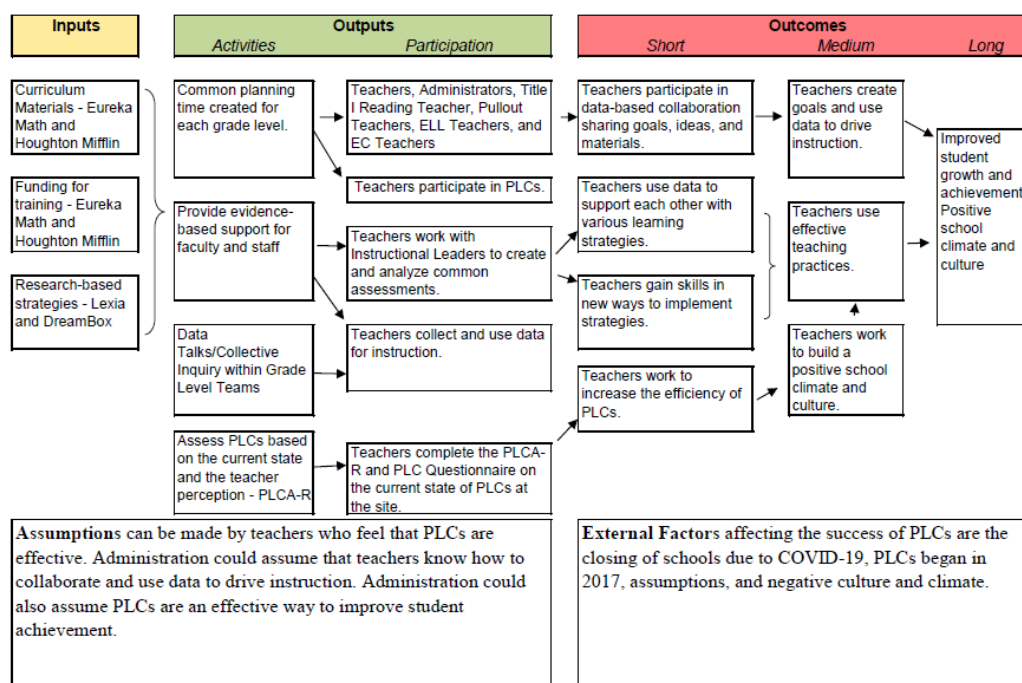 Inputs
Outputs
Activities Participation
Outcomes
Short Medium Long
Curriculum
Materials - Eureka
Math and
Houghton Mifflin
Funding for
training - Eureka
Math and
Houghton Mifflin
Research-based
strategies - Lexia
and DreamBox
Common planning
time created for
each grade level.
Provide evidence-
based support for
faculty and staff
Data
Talks/Collective
Inquiry within Grade
Level Teams
Assess PLCs based
on the current state
and the teacher
perception - PLCA-R
Teachers, Administrators, Title
I Reading Teacher, Pullout
Teachers, ELL Teachers, and
EC Teachers
Teachers participate in PLCs.
Teachers work with
Instructional Leaders to create
and analyze common
assessments.
Teachers collect and use data
for instruction.
Teachers complete the PLCA-
R and PLC Questionnaire on
the current state of PLCs at
the site.
Teachers participate in
data-based collaboration
sharing goals, ideas, and
materials.
Teachers use data to
support each other with
various learning
strategies.
Teachers gain skills in
new ways to implement
strategies.
Teachers work to
increase the efficiency of
PLCs.
Teachers create
goals and use
data to drive
instruction.
Teachers use
effective
teaching
practices.
Teachers work
to build a
positive school
climate and
culture.
Improved
student
growth and
achievement
Positive
school
climate and
culture
Assumptions can be made by teachers who feel that PLCs are
effective. Administration could assume that teachers know how to
collaborate and use data to drive instruction. Administration could
also assume PLCs are an effective way to improve student
achievement.
External Factors affecting the success of PLCs are the
closing of schools due to COVID-19, PLCs began in
2017, assumptions, and negative culture and climate.